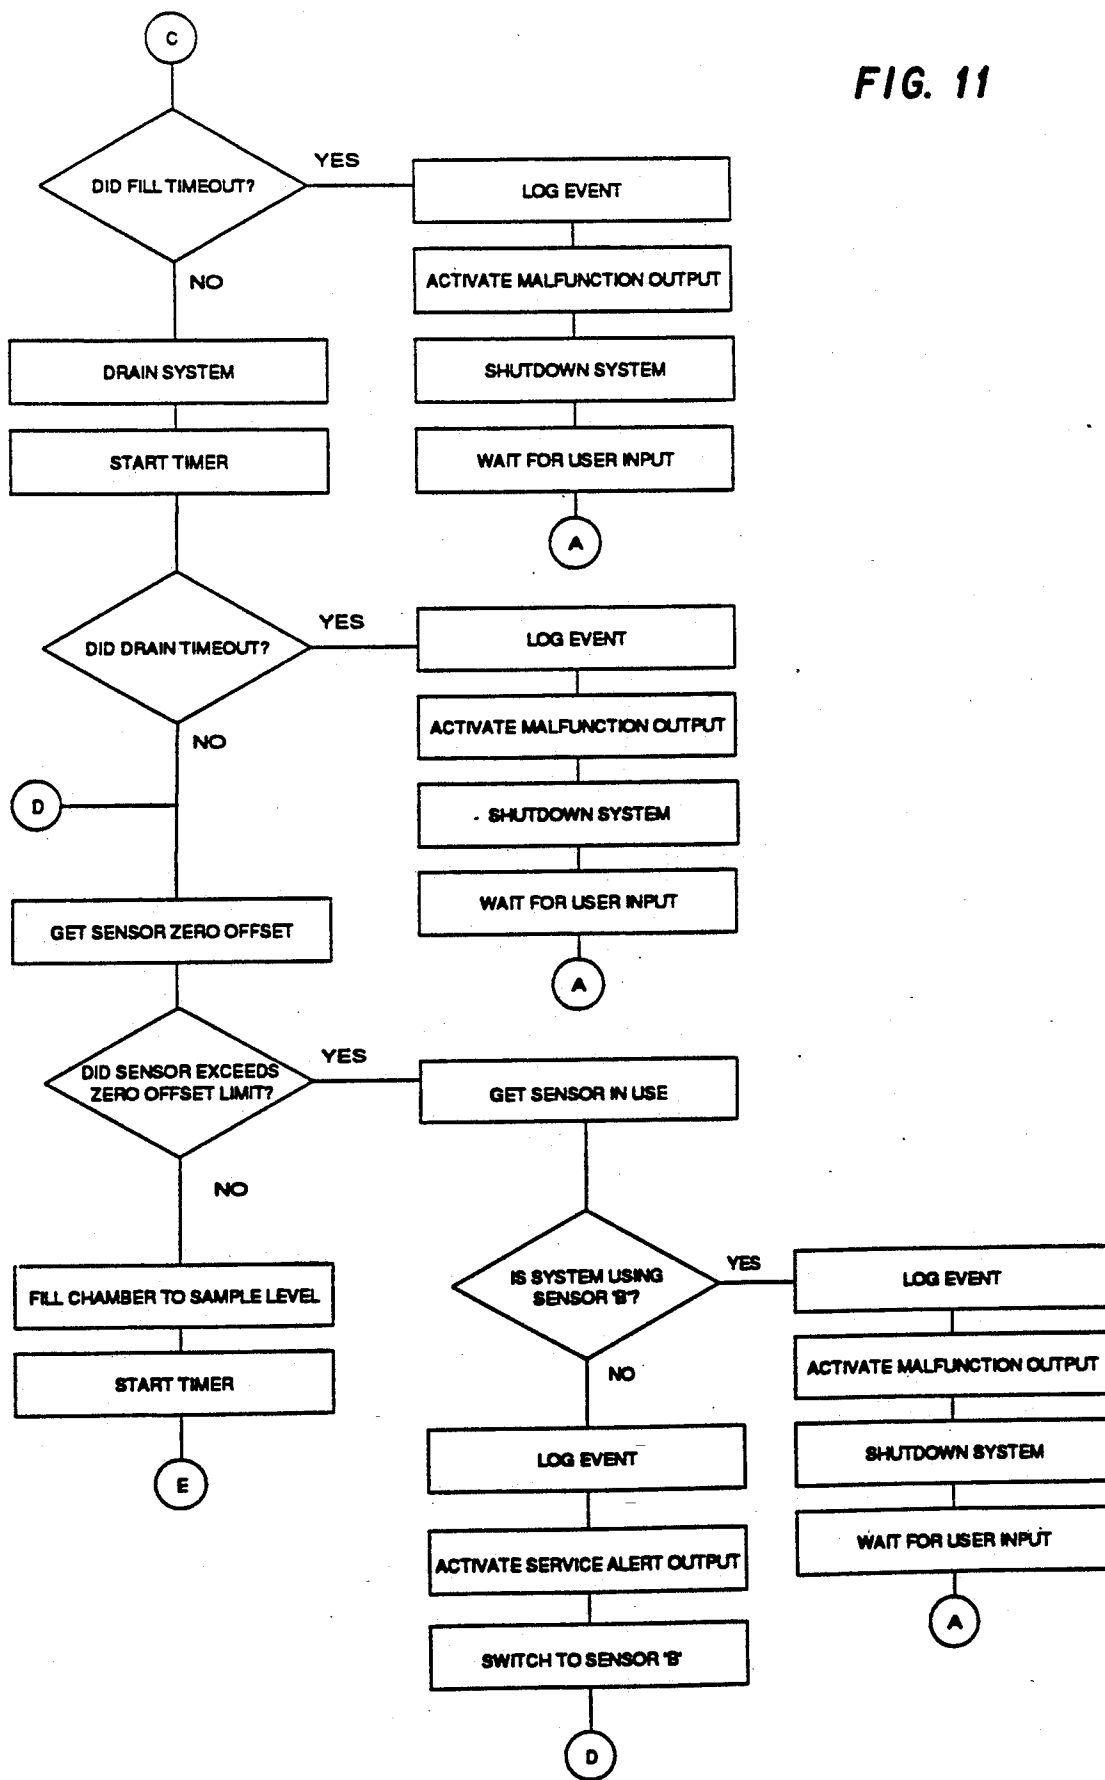 C
FIG. 11
DID FILL TIMEOUT?
YES
LOG EVENT
ACTIVATE MALFUNCTION OUTPUT
SHUTDOWN SYSTEM
WAIT FOR USER INPUT
A
NO
DRAIN SYSTEM
START TIMER
DID DRAIN TIMEOUT?
YES
LOG EVENT
ACTIVATE MALFUNCTION OUTPUT
SHUTDOWN SYSTEM
WAIT FOR USER INPUT
A
NO
D
GET SENSOR ZERO OFFSET
DID SENSOR EXCEEDS
ZERO OFFSET LIMIT?
YES
GET SENSOR IN USE
NO
FILL CHAMBER TO SAMPLE LEVEL
START TIMER
E
IS SYSTEM USING
SENSOR 'B'?
YES
LOG EVENT
ACTIVATE MALFUNCTION OUTPUT
SHUTDOWN SYSTEM
WAIT FOR USER INPUT
A
NO
LOG EVENT
ACTIVATE SERVICE ALERT OUTPUT
SWITCH TO SENSOR 'B'
D